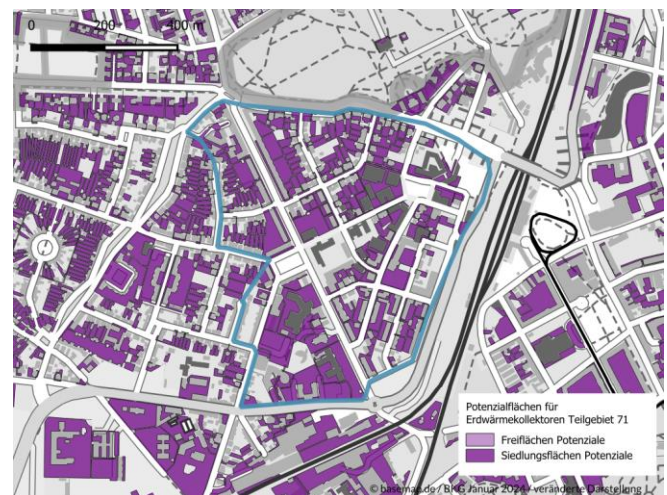 0 200 400 m
Potenzialflächen für
Erdwärmekollektoren Teilgebiet 71
Freiflächen Potenziale
Siedlungsflächen Potenziale
© basemap.de / BKG Januar 2024 / veränderte Darstellung